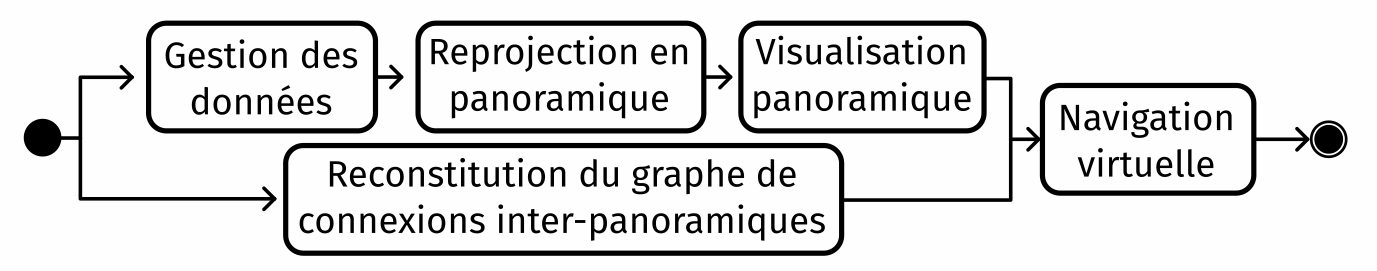 Gestion des
données
Reprojection en
panoramique
Visualisation
panoramique
Reconstitution du graphe de
connexions inter-panoramiques
Navigation
virtuelle